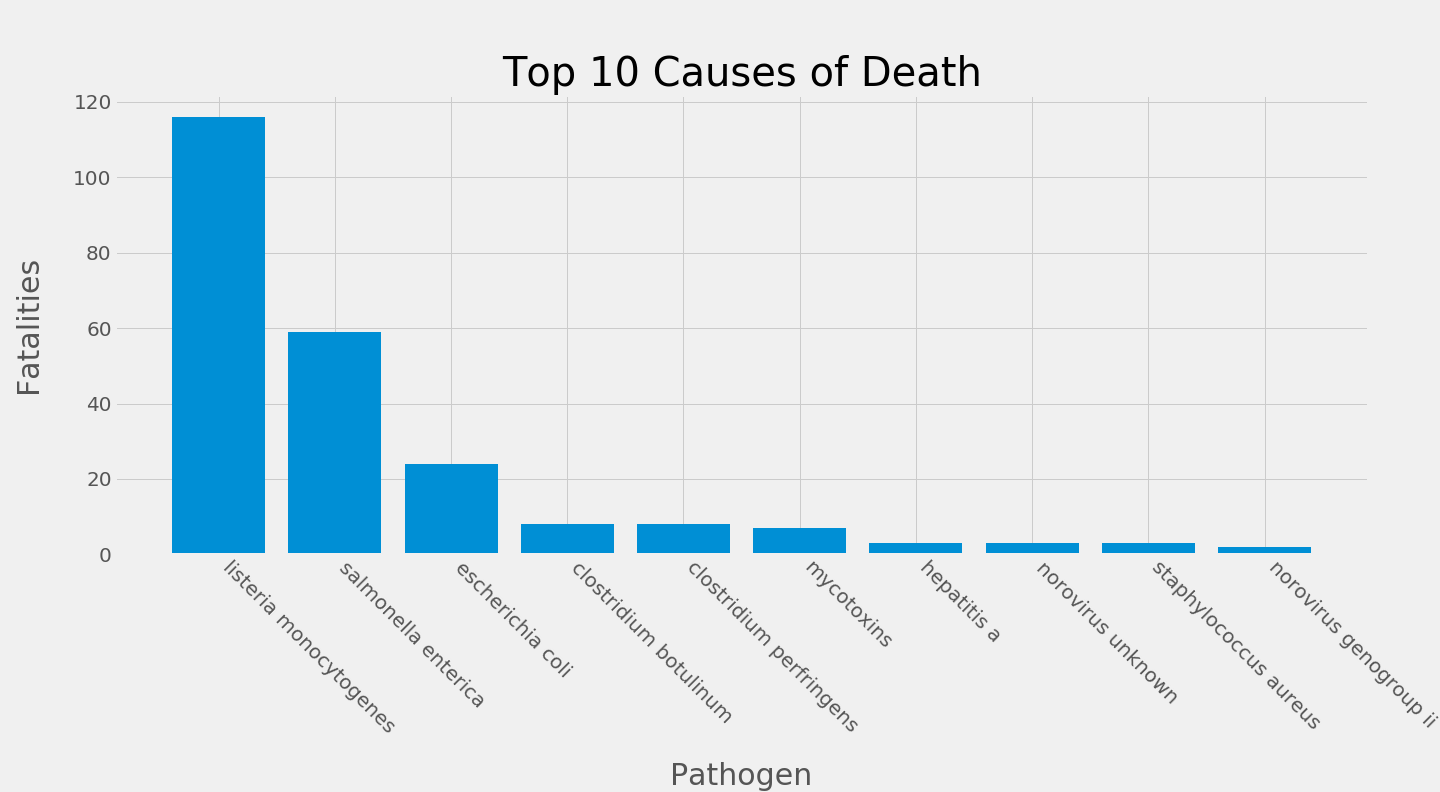 Top 10 Causes of Death
120
100
80
60
40
20
0
Fatalities
listeria monocytogenes
salmonella enterica
escherichia coli
clostridium botulinum
clostridium perfringens
mycotoxins
hepatitis a
norovirus unknown
staphylococcus aureus
norovirus genogroup ii
Pathogen